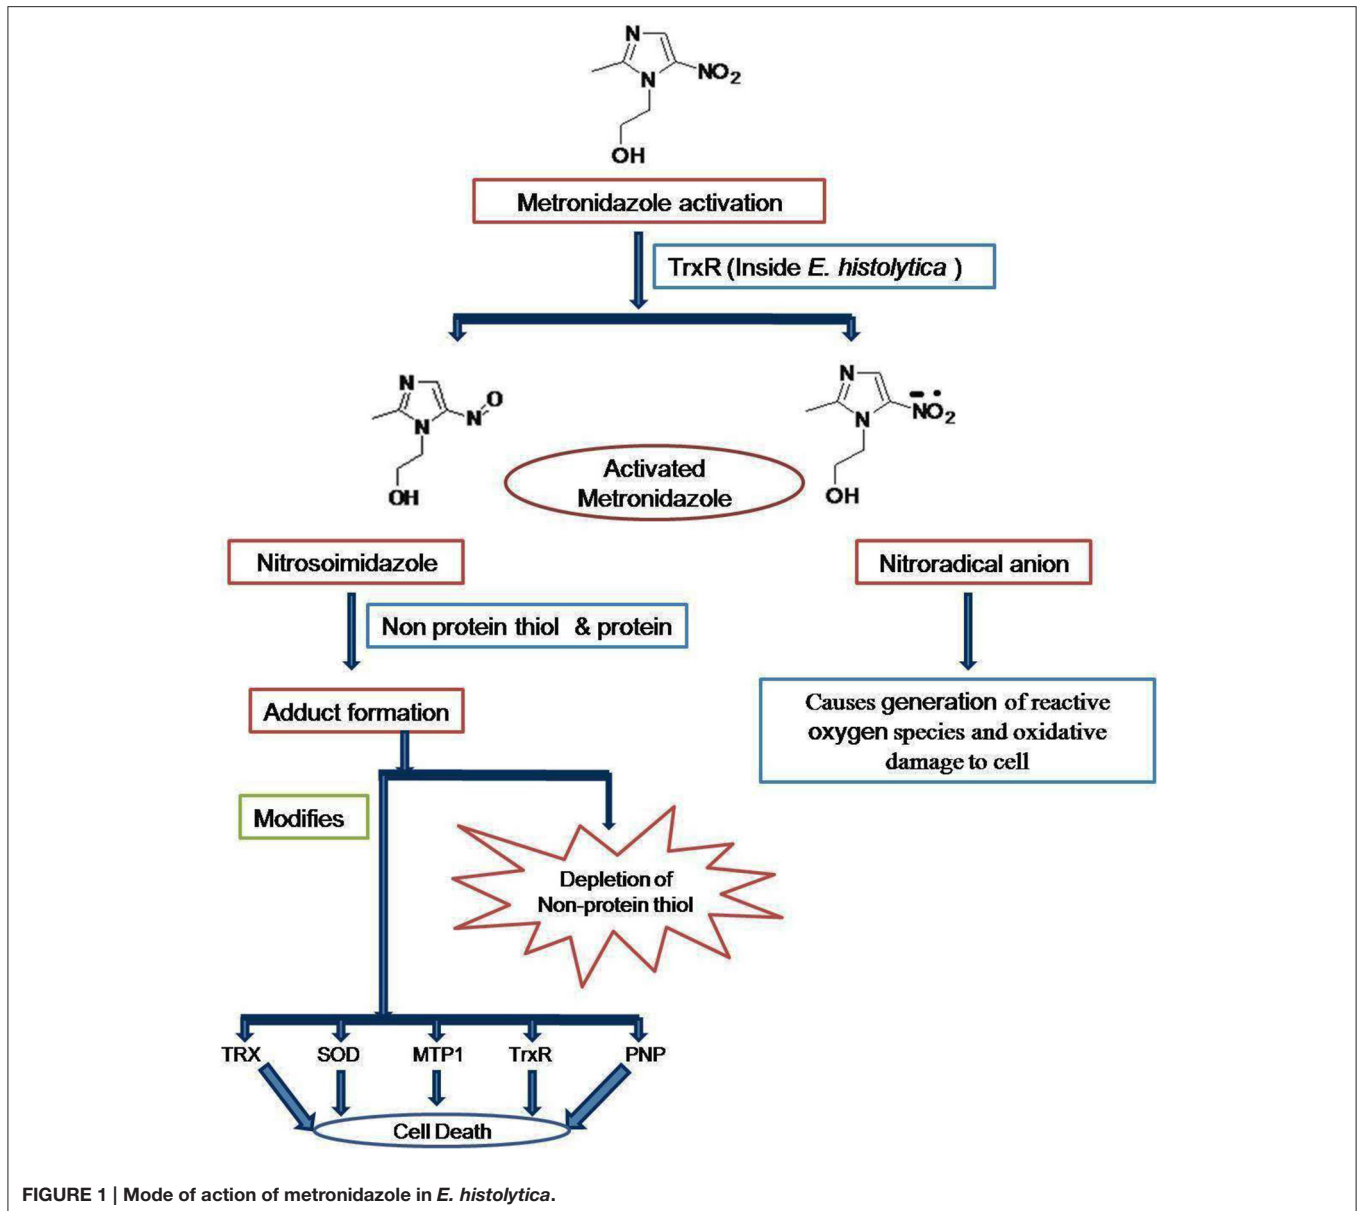 N
N
NO2
OH
Metronidazole activation
TrxR (Inside E. histolytica )
N
N
N
O
OH
N
N
NO2
OH
Activated
Metronidazole
Nitrosoimidazole
Nitroradical anion
Non protein thiol & protein
Causes generation of reactive
oxygen species and oxidative
damage to cell
Adduct formation
Modifies
Depletion of
Non-protein thiol
TRX SOD MTP1 TrxR PNP
Cell Death
FIGURE 1 | Mode of action of metronidazole in E. histolytica.